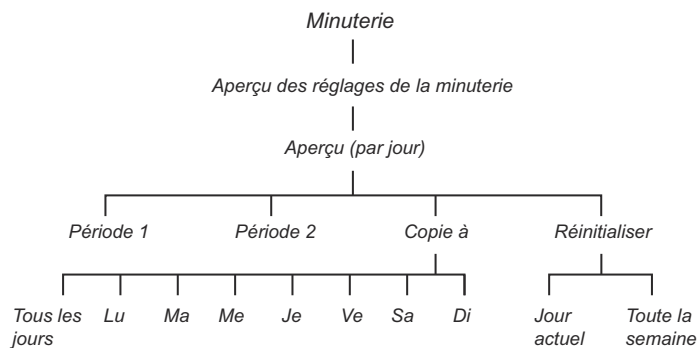 Minuterie
Aperçu des réglages de la minuterie
Aperçu (par jour)
Période 1
Période 2
Copie à
Réinitialiser
Tous les
jours
Lu
Ma
Me
Je
Ve
Sa
Di
Jour
actuel
Toute la
semaine